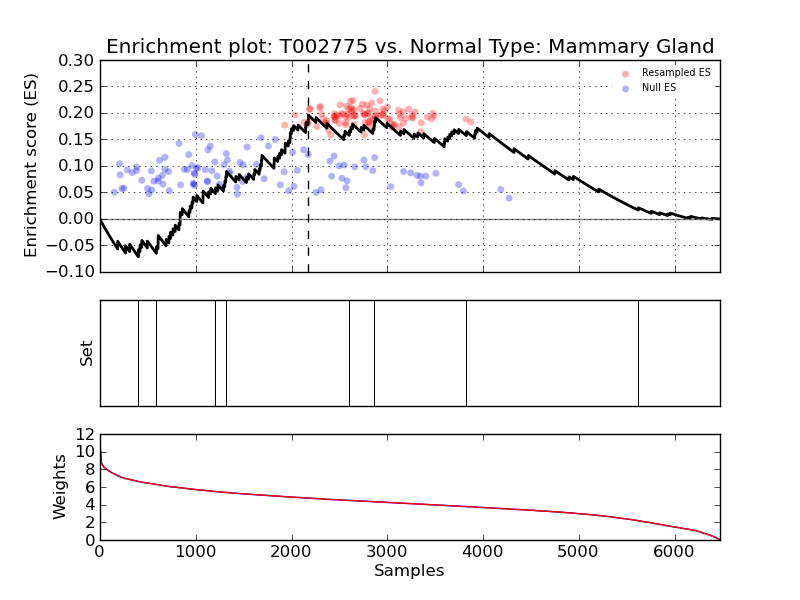 Enrichment plot: T002775 vs. Normal Type: Mammary Gland
Enrichment score (ES)
0.30
0.25
0.20
0.15
0.10
0.05
0.00
−0.05
−0.10
Resampled ES
Null ES
Set
Weights
12
10
8
6
4
2
0
0 1000 2000 3000 4000 5000 6000
Samples